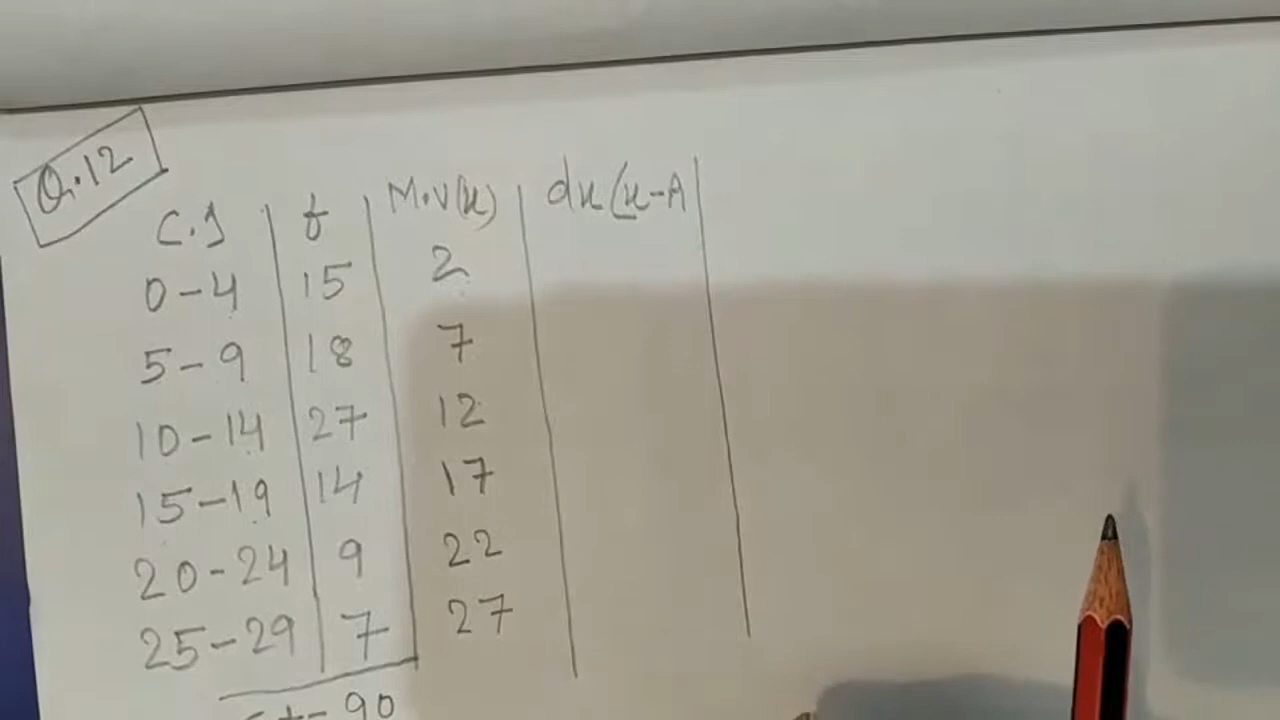 Q.12
C.I f M.V(x) dx(x-A
0-4 15 2
5-9 18 7
10-14 27 12
15-19 14 17
20-24 9 22
25-29 7 27
90